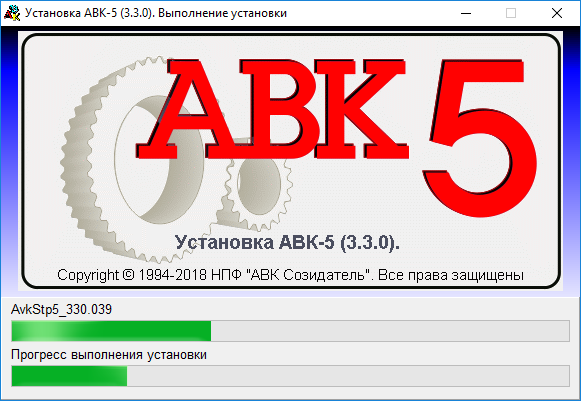 Установка АВК-5 (3.3.0). Выполнение установки
АВК 5
Установка АВК-5 (3.3.0).
Copyright © 1994-2018 НПФ "АВК Созидатель". Все права защищены
AvkStp5_330.039
Прогресс выполнения установки